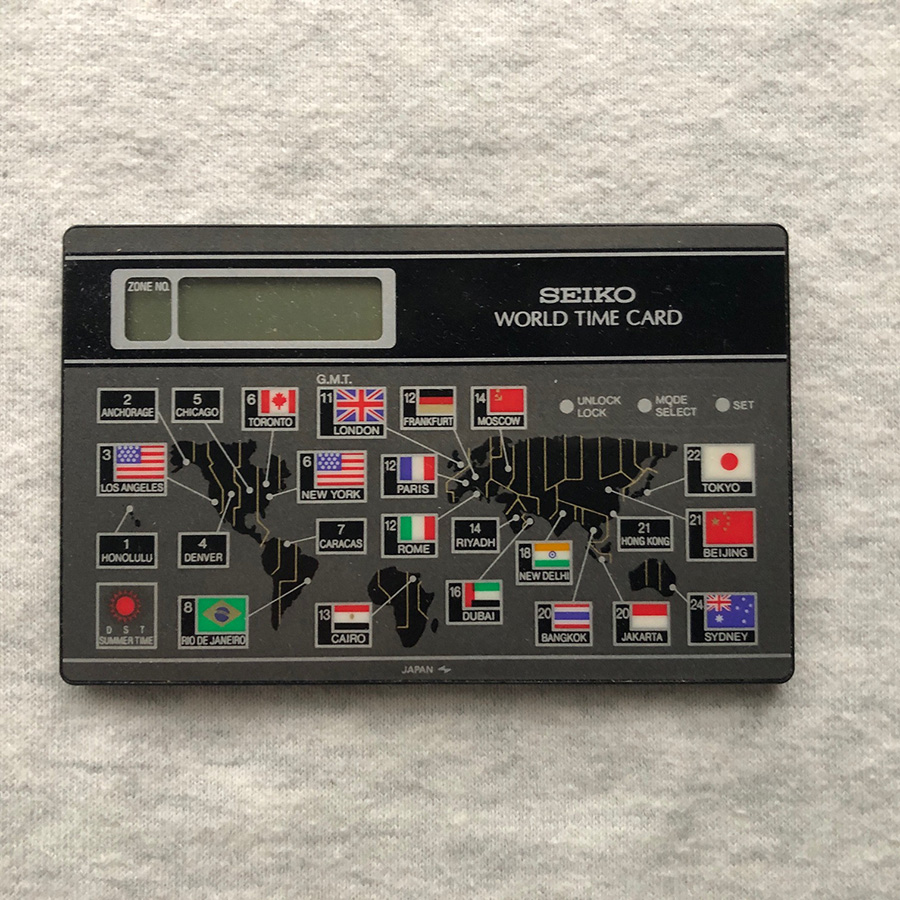 ZONE NO.
SEIKO
WORLD TIME CARD
G.M.T.
2
ANCHORAGE
5
CHICAGO
6
TORONTO
11
LONDON
12
FRANKFURT
14
MOSCOW
UNLOCK
LOCK
MODE
SELECT
SET
3
LOS ANGELES
6
NEW YORK
12
PARIS
22
TOKYO
1
HONOLULU
4
DENVER
7
CARACAS
12
ROME
14
RIYADH
18
NEW DELHI
21
HONG KONG
21
BEIJING
D S T
SUMMER TIME
8
RIO DE JANEIRO
13
CAIRO
16
DUBAI
20
BANGKOK
20
JAKARTA
24
SYDNEY
JAPAN